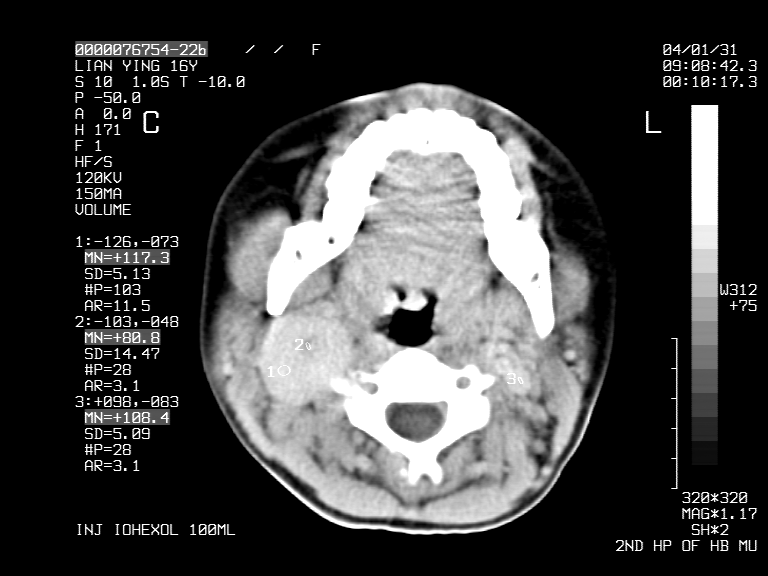 0000076754-22b / / F
LIAN YING 16Y
S 10 1.0S T -10.0
P -50.0
A 0.0
H 171
F 1
HF/S
120KV
150MA
VOLUME
C
1:-126,-073
MN=+117.3
SD=5.13
#P=103
AR=11.5
2:-103,-048
MN=+80.8
SD=14.47
#P=28
AR=3.1
3:+098,-083
MN=+108.4
SD=5.09
#P=28
AR=3.1
INJ IOHEXOL 100ML
2
1
3
04/01/31
09:08:42.3
00:10:17.3
L
W312
+75
320*320
MAG*1.17
SH*2
2ND HP OF HB MU